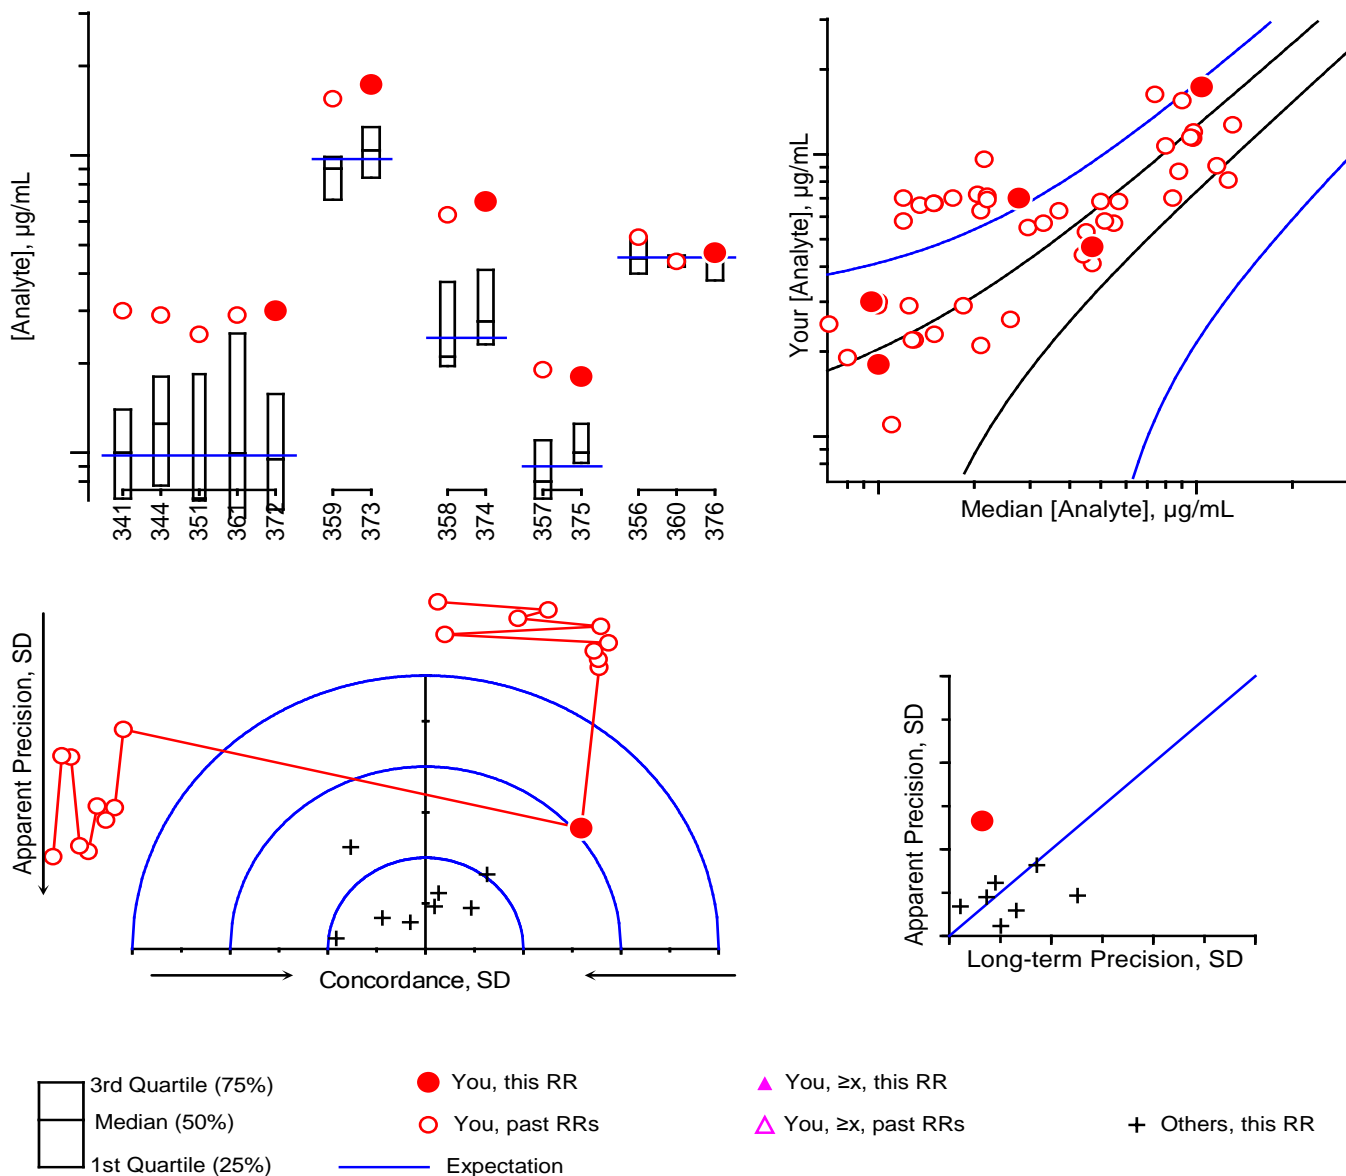 [Analyte], µg/mL
341
344
351
361
372
359
373
358
374
357
375
356
360
376
Your [Analyte], µg/mL
Median [Analyte], µg/mL
Apparent Precision, SD
Concordance, SD
Apparent Precision, SD
Long-term Precision, SD
3rd Quartile (75%)
Median (50%)
1st Quartile (25%)
You, this RR
You, past RRs
Expectation
You, ≥x, this RR
You, ≥x, past RRs
Others, this RR